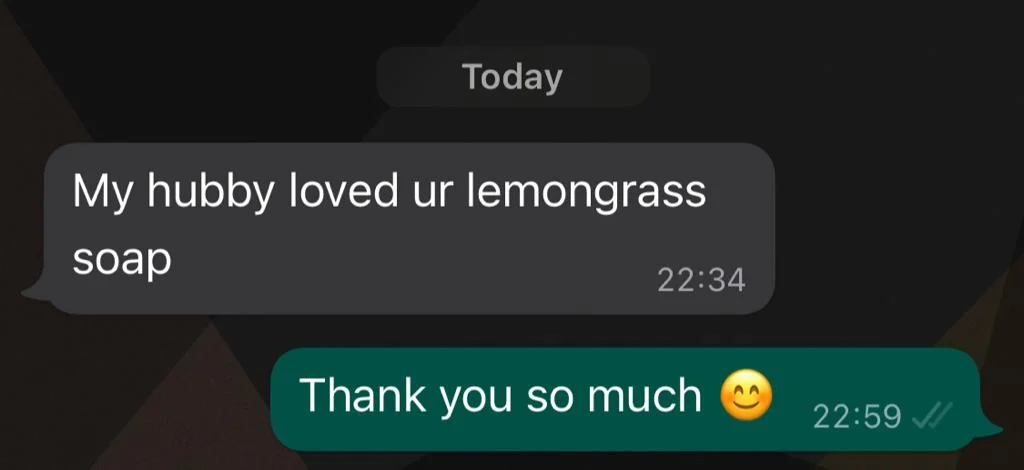 Today
My hubby loved ur lemongrass
soap
22:34
Thank you so much 😊
22:59